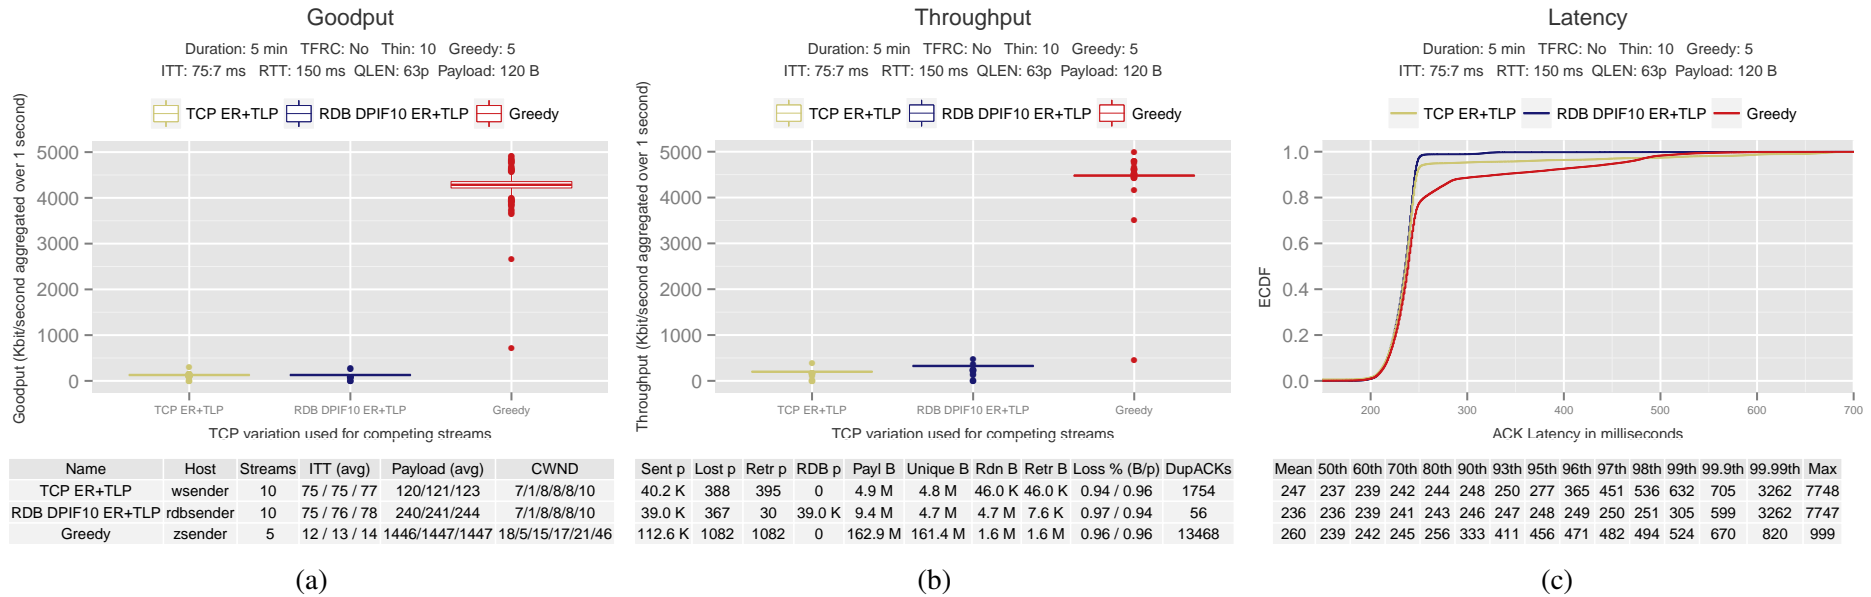 Goodput
Duration: 5 min TFRC: No Thin: 10 Greedy: 5
ITT: 75:7 ms RTT: 150 ms QLEN: 63p Payload: 120 B
TCP ER+TLP RDB DPIF10 ER+TLP Greedy
Goodput (Kbit/second aggregated over 1 second)
5000
4000
3000
2000
1000
0
TCP ER+TLP RDB DPIF10 ER+TLP Greedy
TCP variation used for competing streams
Name Host Streams ITT (avg) Payload (avg) CWND
TCP ER+TLP wsender 10 75 / 75 / 77 120/121/123 7/1/8/8/8/10
RDB DPIF10 ER+TLP rdbsender 10 75 / 76 / 78 240/241/244 7/1/8/8/8/10
Greedy zsender 5 12 / 13 / 14 1446/1447/1447 18/5/15/17/21/46
(a)
Throughput
Duration: 5 min TFRC: No Thin: 10 Greedy: 5
ITT: 75:7 ms RTT: 150 ms QLEN: 63p Payload: 120 B
TCP ER+TLP RDB DPIF10 ER+TLP Greedy
Throughput (Kbit/second aggregated over 1 second)
5000
4000
3000
2000
1000
0
TCP ER+TLP RDB DPIF10 ER+TLP Greedy
TCP variation used for competing streams
Sent p Lost p Retr p RDB p Payl B Unique B Rdn B Retr B Loss % (B/p) DupACKs
40.2 K 388 395 0 4.9 M 4.8 M 46.0 K 46.0 K 0.94 / 0.96 1754
39.0 K 367 30 39.0 K 9.4 M 4.7 M 4.7 M 7.6 K 0.97 / 0.94 56
112.6 K 1082 1082 0 162.9 M 161.4 M 1.6 M 1.6 M 0.96 / 0.96 13468
(b)
Latency
Duration: 5 min TFRC: No Thin: 10 Greedy: 5
ITT: 75:7 ms RTT: 150 ms QLEN: 63p Payload: 120 B
TCP ER+TLP RDB DPIF10 ER+TLP Greedy
ECDF
1.0
0.8
0.6
0.4
0.2
0.0
200 300 400 500 600 700
ACK Latency in milliseconds
Mean 50th 60th 70th 80th 90th 93th 95th 96th 97th 98th 99th 99.9th 99.99th Max
247 237 239 242 244 248 250 277 365 451 536 632 705 3262 7748
236 236 239 241 243 246 247 248 249 250 251 305 599 3262 7747
260 239 242 245 256 333 411 456 471 482 494 524 670 820 999
(c)